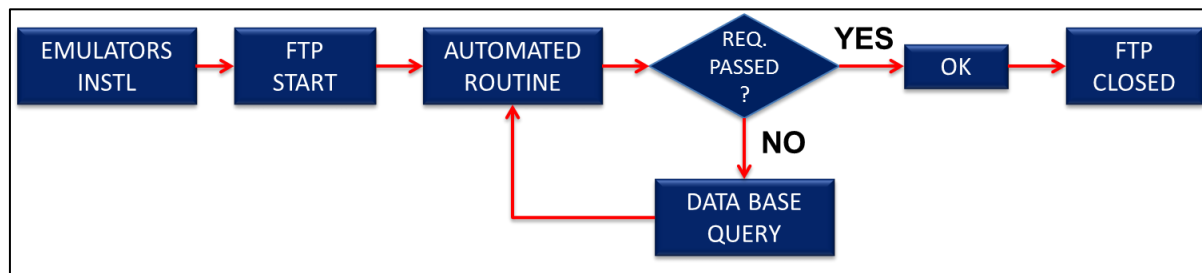 EMULATORS
INSTL
FTP
START
AUTOMATED
ROUTINE
REQ.
PASSED
?
YES
OK
FTP
CLOSED
NO
DATA BASE
QUERY